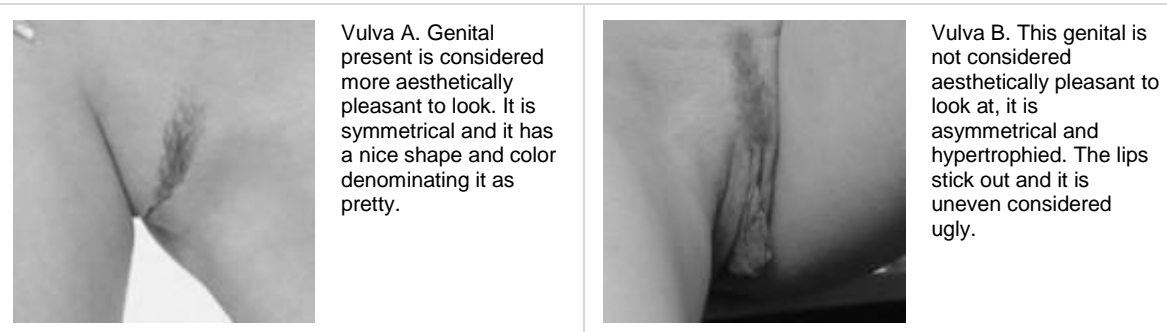 Vulva A. Genital
present is considered
more aesthetically
pleasant to look. It is
symmetrical and it has
a nice shape and color
denominating it as
pretty.
Vulva B. This genital is
not considered
aesthetically pleasant to
look at, it is
asymmetrical and
hypertrophied. The lips
stick out and it is
uneven considered
ugly.